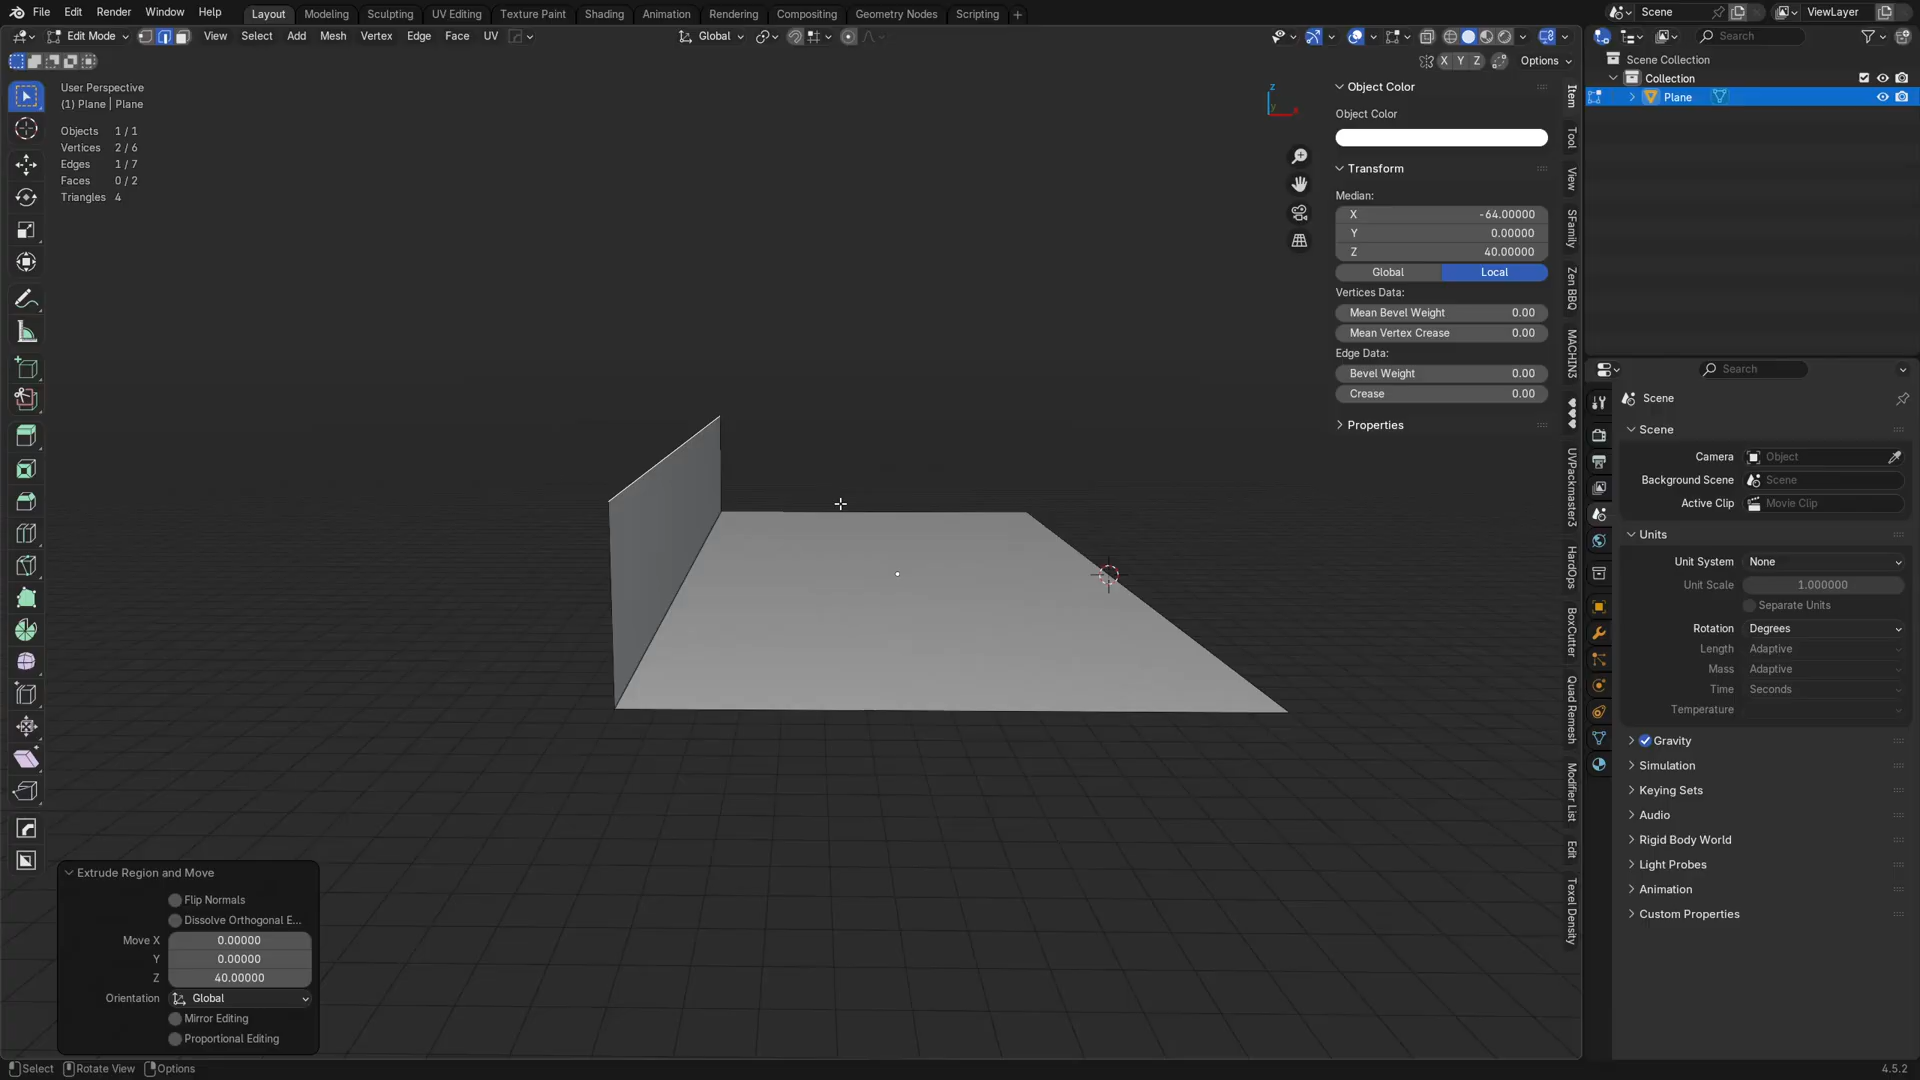 File Edit Render Window Help
Layout Modeling Sculpting UV Editing Texture Paint Shading Animation Rendering Compositing Geometry Nodes Scripting +
Scene
ViewLayer
Edit Mode
View Select Add Mesh Vertex Edge Face UV
Global
Search
X Y Z
Options
User Perspective
(1) Plane | Plane
Objects 1 / 1
Vertices 2 / 6
Edges 1 / 7
Faces 0 / 2
Triangles 4
z
y
x
Object Color
Object Color
Transform
Median:
X -64.00000
Y 0.00000
Z 40.00000
Global Local
Vertices Data:
Mean Bevel Weight 0.00
Mean Vertex Crease 0.00
Edge Data:
Bevel Weight 0.00
Crease 0.00
Properties
Item
Tool
View
SFamily
Zen BBQ
MACHIN3
UVPackmaster3
HardOps
BoxCutter
Quad Remesh
Modifier List
Edit
Texel Density
Scene Collection
Collection
Plane
Search
Scene
Scene
Camera Object
Background Scene Scene
Active Clip Movie Clip
Units
Unit System None
Unit Scale 1.000000
Separate Units
Rotation Degrees
Length Adaptive
Mass Adaptive
Time Seconds
Temperature
Gravity
Simulation
Keying Sets
Audio
Rigid Body World
Light Probes
Animation
Custom Properties
Extrude Region and Move
Flip Normals
Dissolve Orthogonal E...
Move X 0.00000
Y 0.00000
Z 40.00000
Orientation Global
Mirror Editing
Proportional Editing
Select Rotate View Options
4.5.2